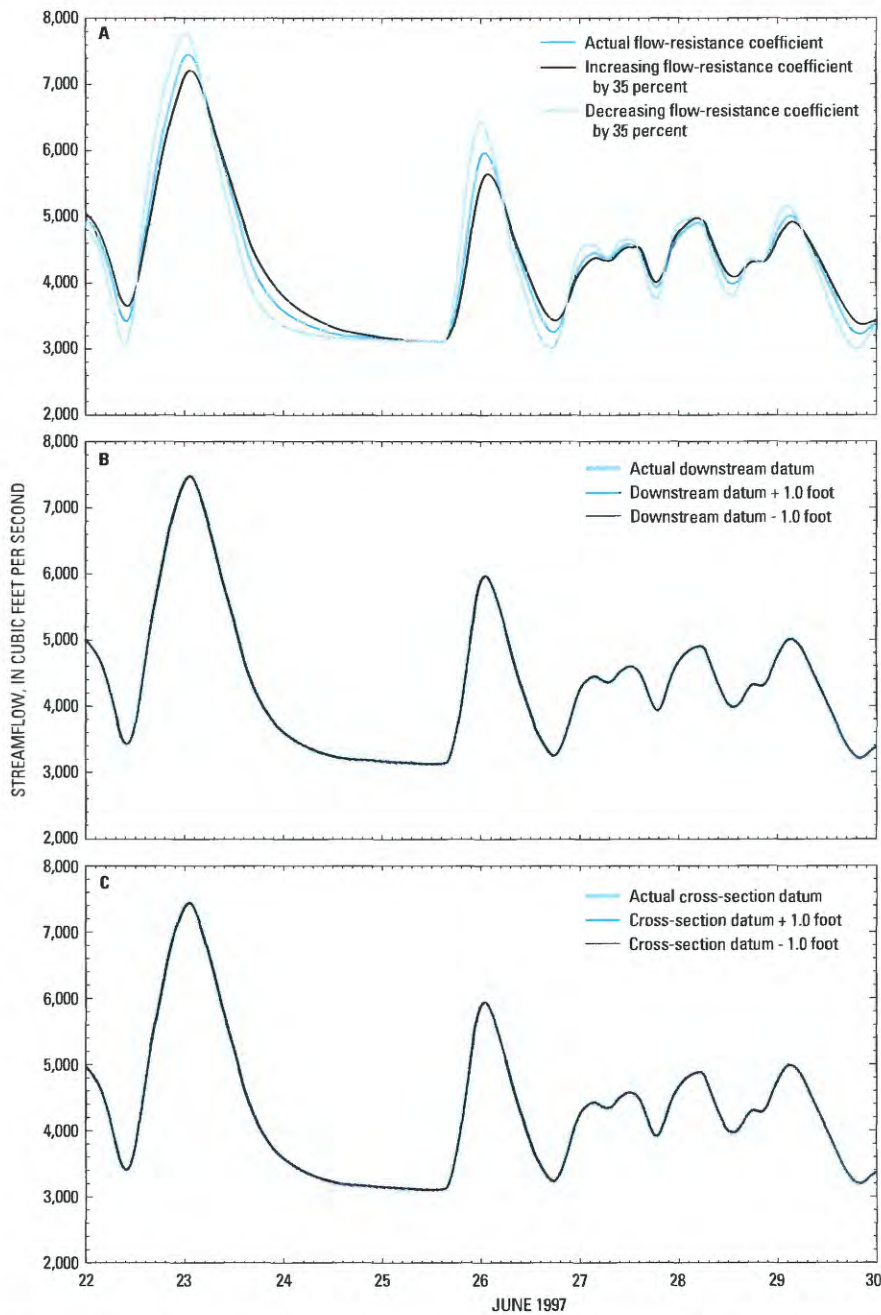 8,000
A
Actual flow-resistance coefficient
7,000
Increasing flow-resistance coefficient
by 35 percent
Decreasing flow-resistance coefficient
by 35 percent
6,000
5,000
4,000
3,000
2,000
8,000
B
Actual downstream datum
Downstream datum + 1.0 foot
Downstream datum - 1.0 foot
7,000
6,000
5,000
4,000
3,000
2,000
STREAMFLOW, IN CUBIC FEET PER SECOND
8,000
C
Actual cross-section datum
Cross-section datum + 1.0 foot
Cross-section datum - 1.0 foot
7,000
6,000
5,000
4,000
3,000
2,000
22 23 24 25 26 27 28 29 30
JUNE 1997